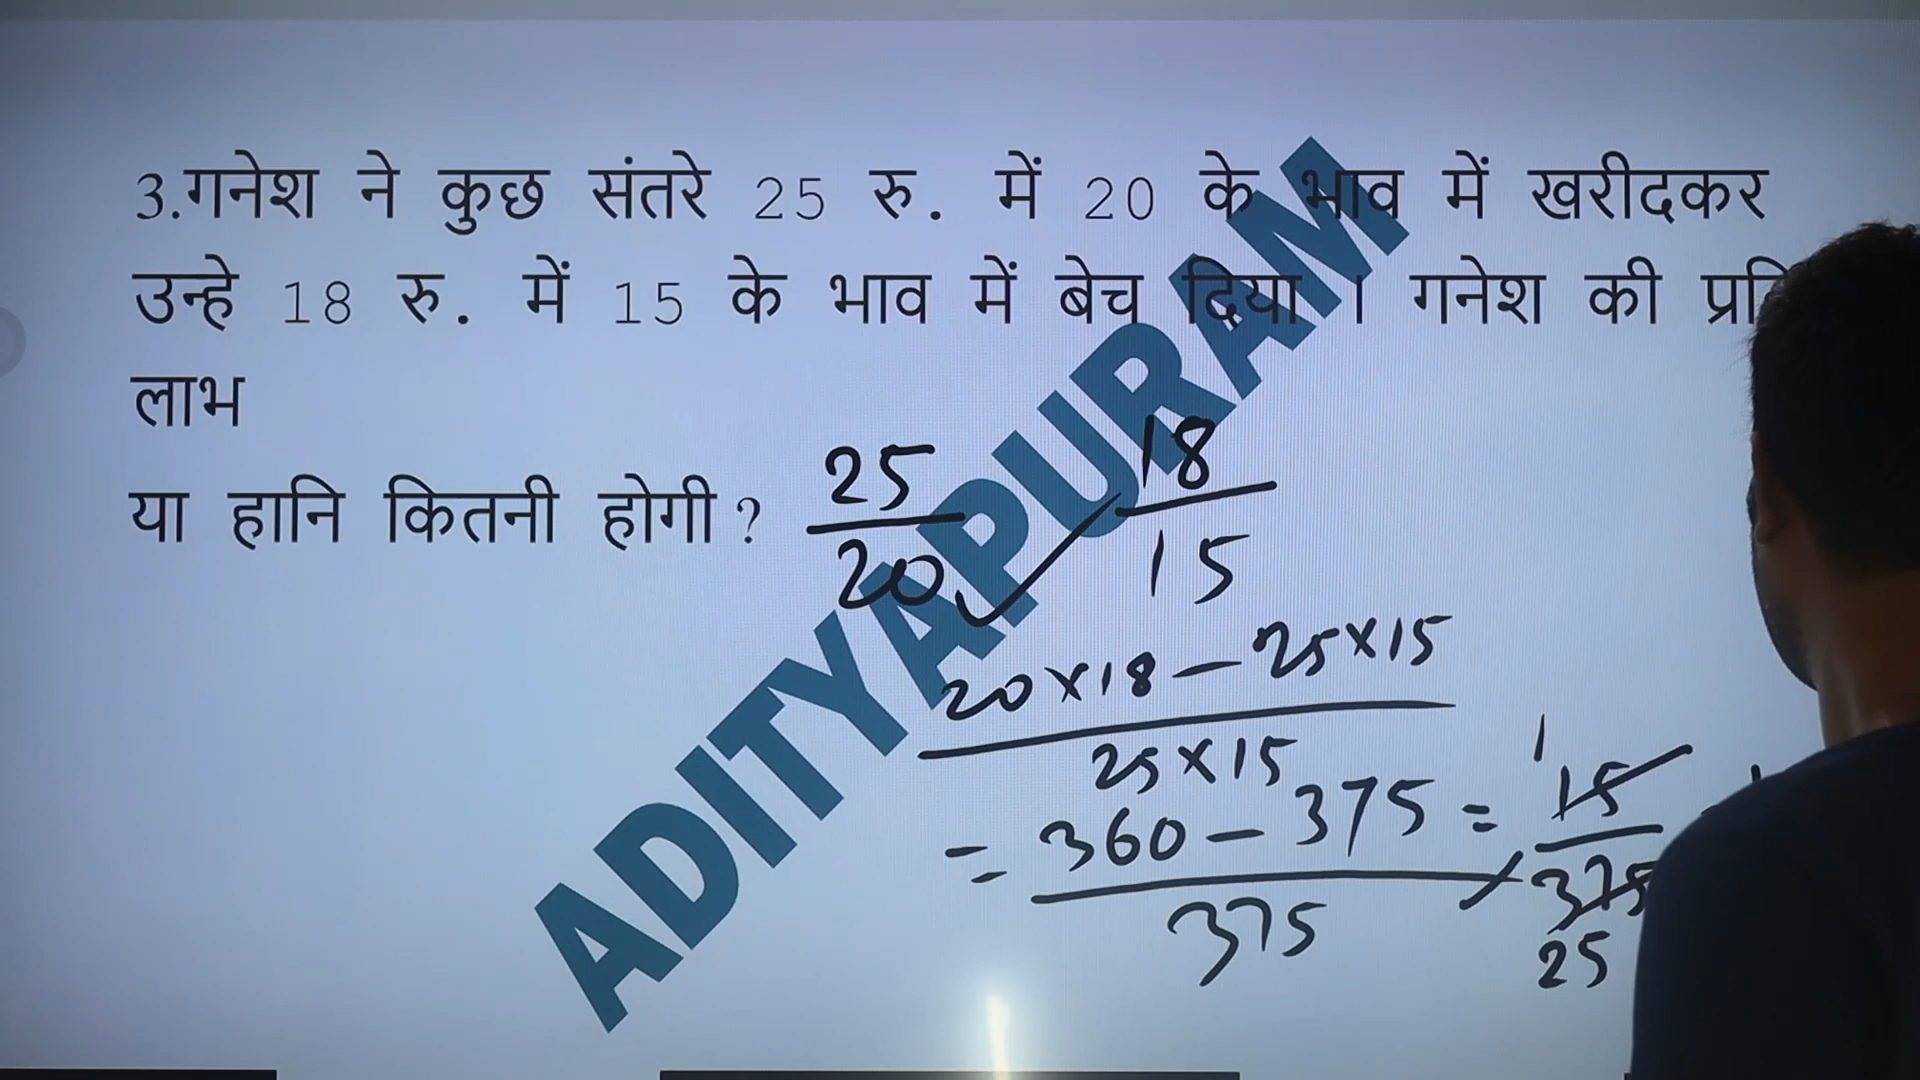 3.गनेश ने कुछ संतरे 25 रु. में 20 के भाव में खरीदकर
उन्हे 18 रु. में 15 के भाव में बेच दिया । गनेश की
लाभ
या हानि कितनी होगी?
25/20 18/15
20×18-25×15
25×15
= 360-375 = 15/375
375
1
25
ADITYAPURAM